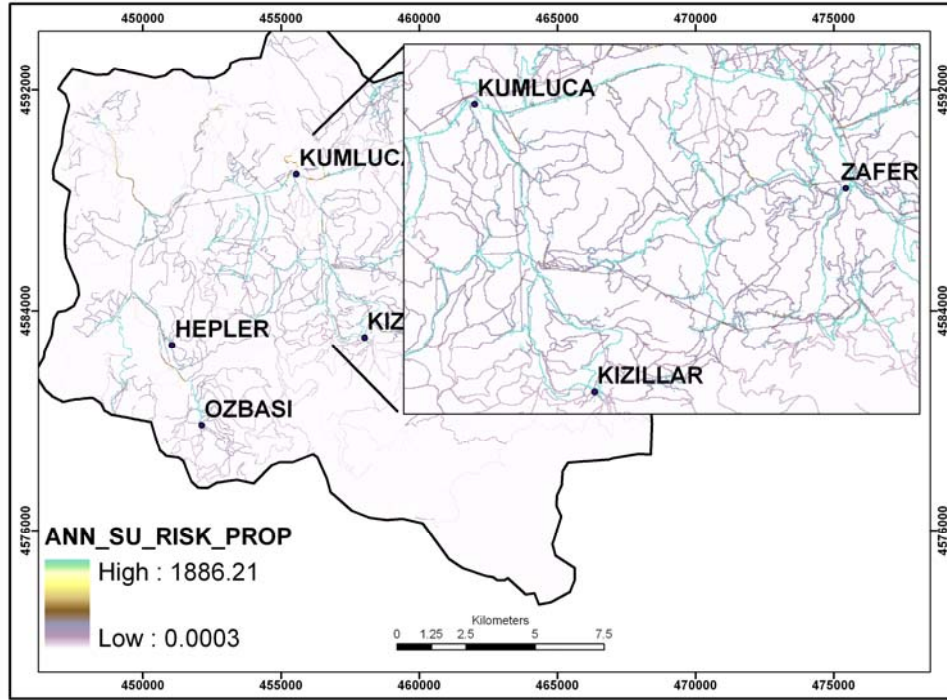 450000 455000 460000 465000 470000 475000
4592000 4592000
KUMLUCA
KUMLUCA
ZAFER
4584000 4584000
HEPLER
KIZ
KIZILLAR
OZBASI
4576000 4576000
ANN_SU_RISK_PROP
High : 1886.21
Low : 0.0003
Kilometers
0 1.25 2.5 5 7.5
450000 455000 460000 465000 470000 475000